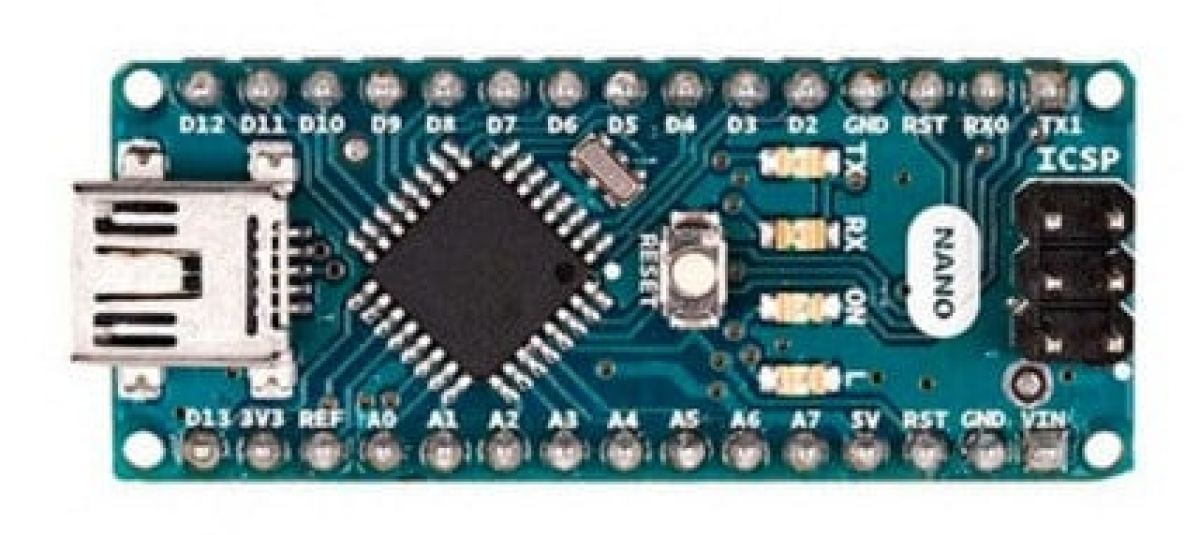 D12 D11 D10 D9 D8 D7 D6 D5 D4 D3 D2 GND RST RX0 TX1
ICSP
TX
RX
RESET
NANO
ON
L
D13 3V3 REF A0 A1 A2 A3 A4 A5 A6 A7 5V RST GND VIN